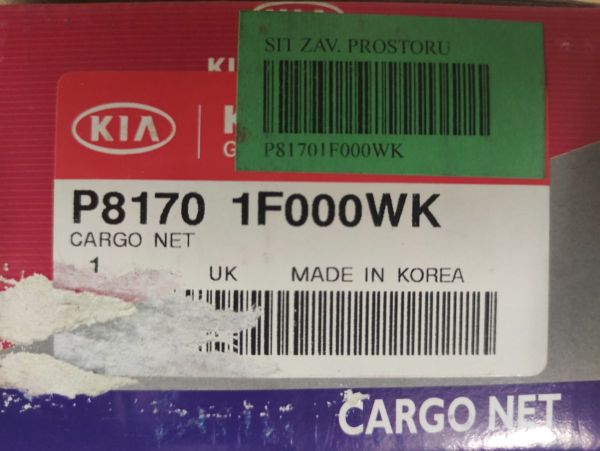 SIT ZAV. PROSTORU
P81701F000WK
KIA
P8170 1F000WK
CARGO NET
1
UK MADE IN KOREA
CARGO NET